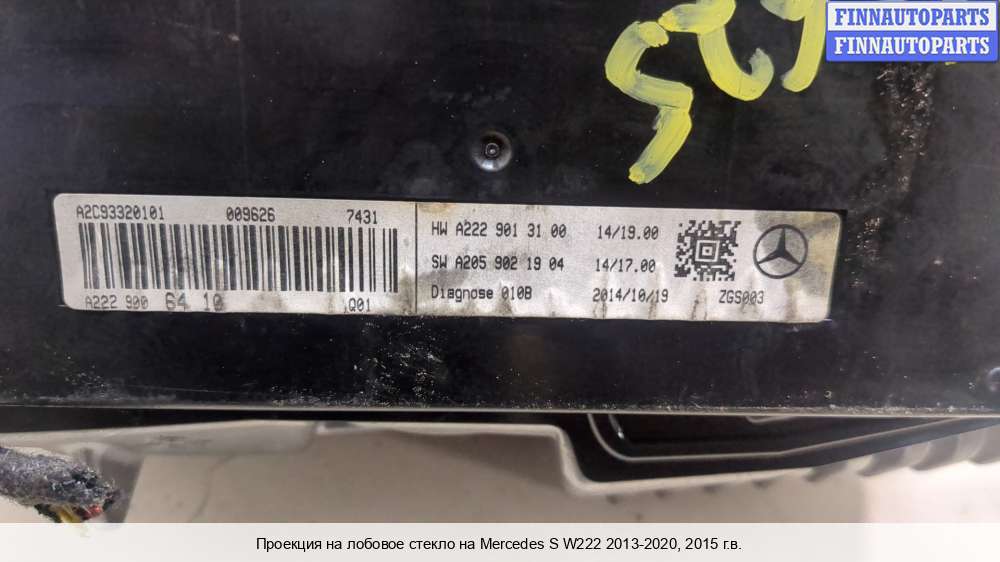 FINNAUTOPARTS
FINNAUTOPARTS
A2C93320101 009626 7431
A222 900 64 10 Q01
HW A222 901 31 00 14/19.00
SW A205 902 19 04 14/17.00
Diagnose 010B 2014/10/19 ZGS003
Проекция на лобовое стекло на Mercedes S W222 2013-2020, 2015 г.в.